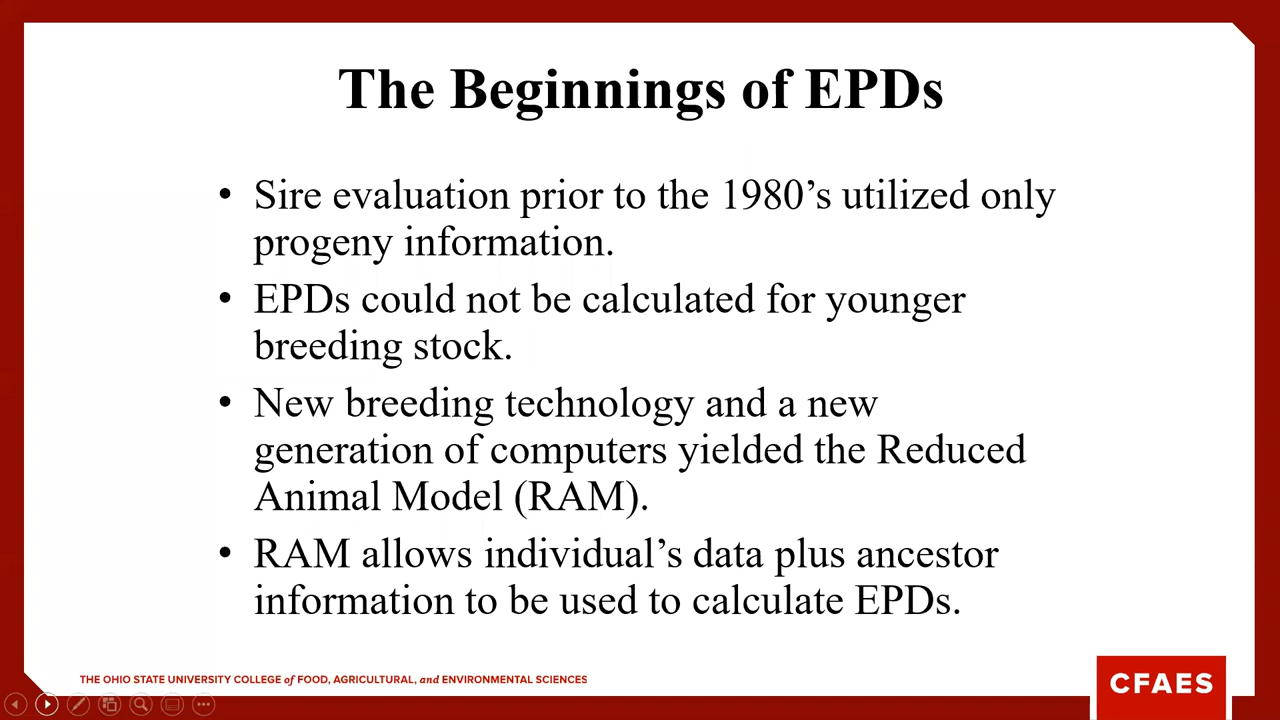 The Beginnings of EPDs
• Sire evaluation prior to the 1980’s utilized only
progeny information.
• EPDs could not be calculated for younger
breeding stock.
• New breeding technology and a new
generation of computers yielded the Reduced
Animal Model (RAM).
• RAM allows individual’s data plus ancestor
information to be used to calculate EPDs.
THE OHIO STATE UNIVERSITY COLLEGE of FOOD, AGRICULTURAL, and ENVIRONMENTAL SCIENCES
CFAES